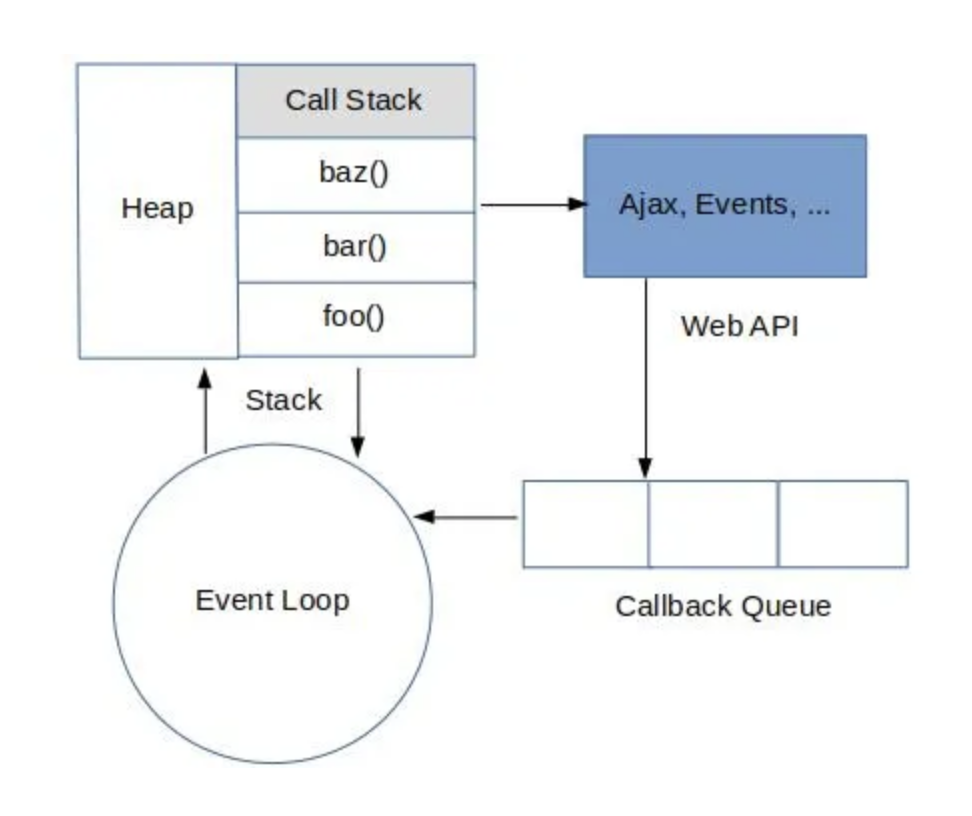 Call Stack
baz()
Heap
Ajax, Events, ...
bar()
foo()
Web API
Stack
Event Loop
Callback Queue